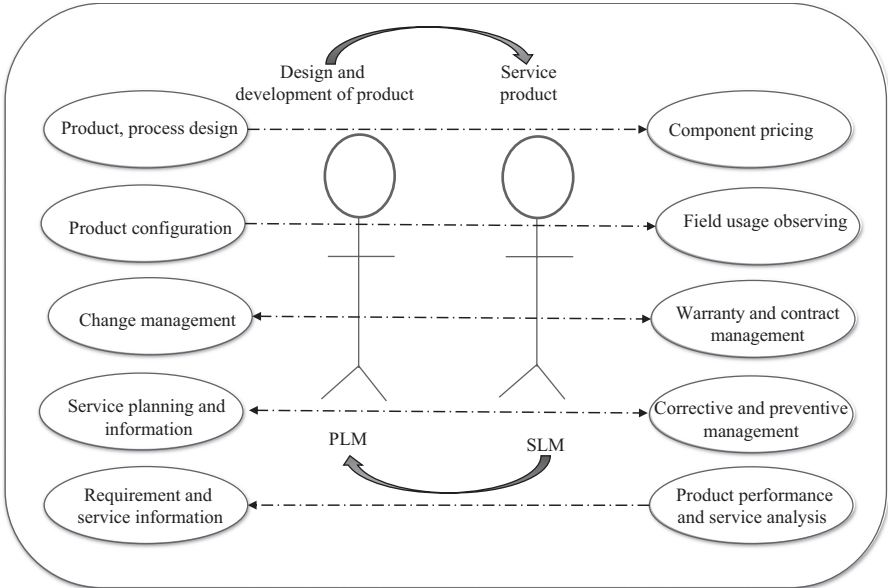 Design and
development of product
Service
product
Product, process design
Component pricing
Product configuration
Field usage observing
Change management
Warranty and contract
management
Service planning and
information
Corrective and preventive
management
PLM
SLM
Requirement and
service information
Product performance
and service analysis